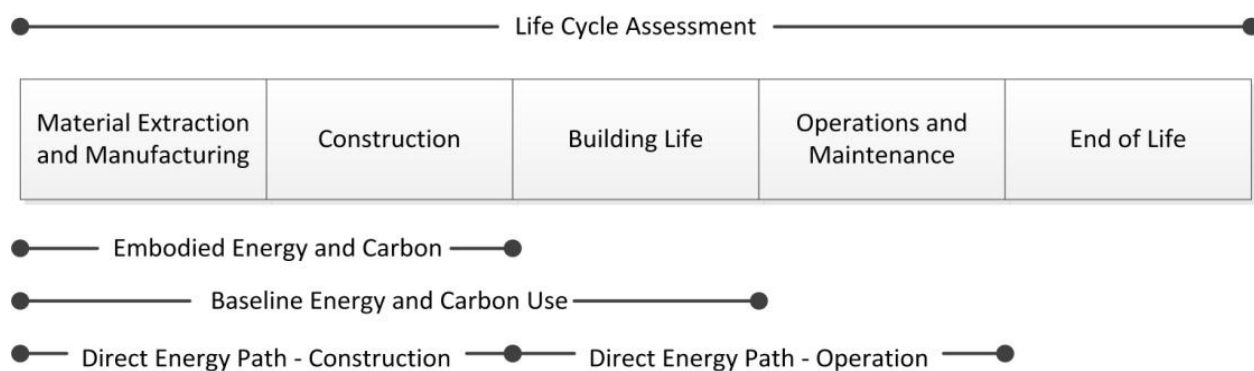 Life Cycle Assessment
Material Extraction
and Manufacturing
Construction
Building Life
Operations and
Maintenance
End of Life
Embodied Energy and Carbon
Baseline Energy and Carbon Use
Direct Energy Path - Construction
Direct Energy Path - Operation